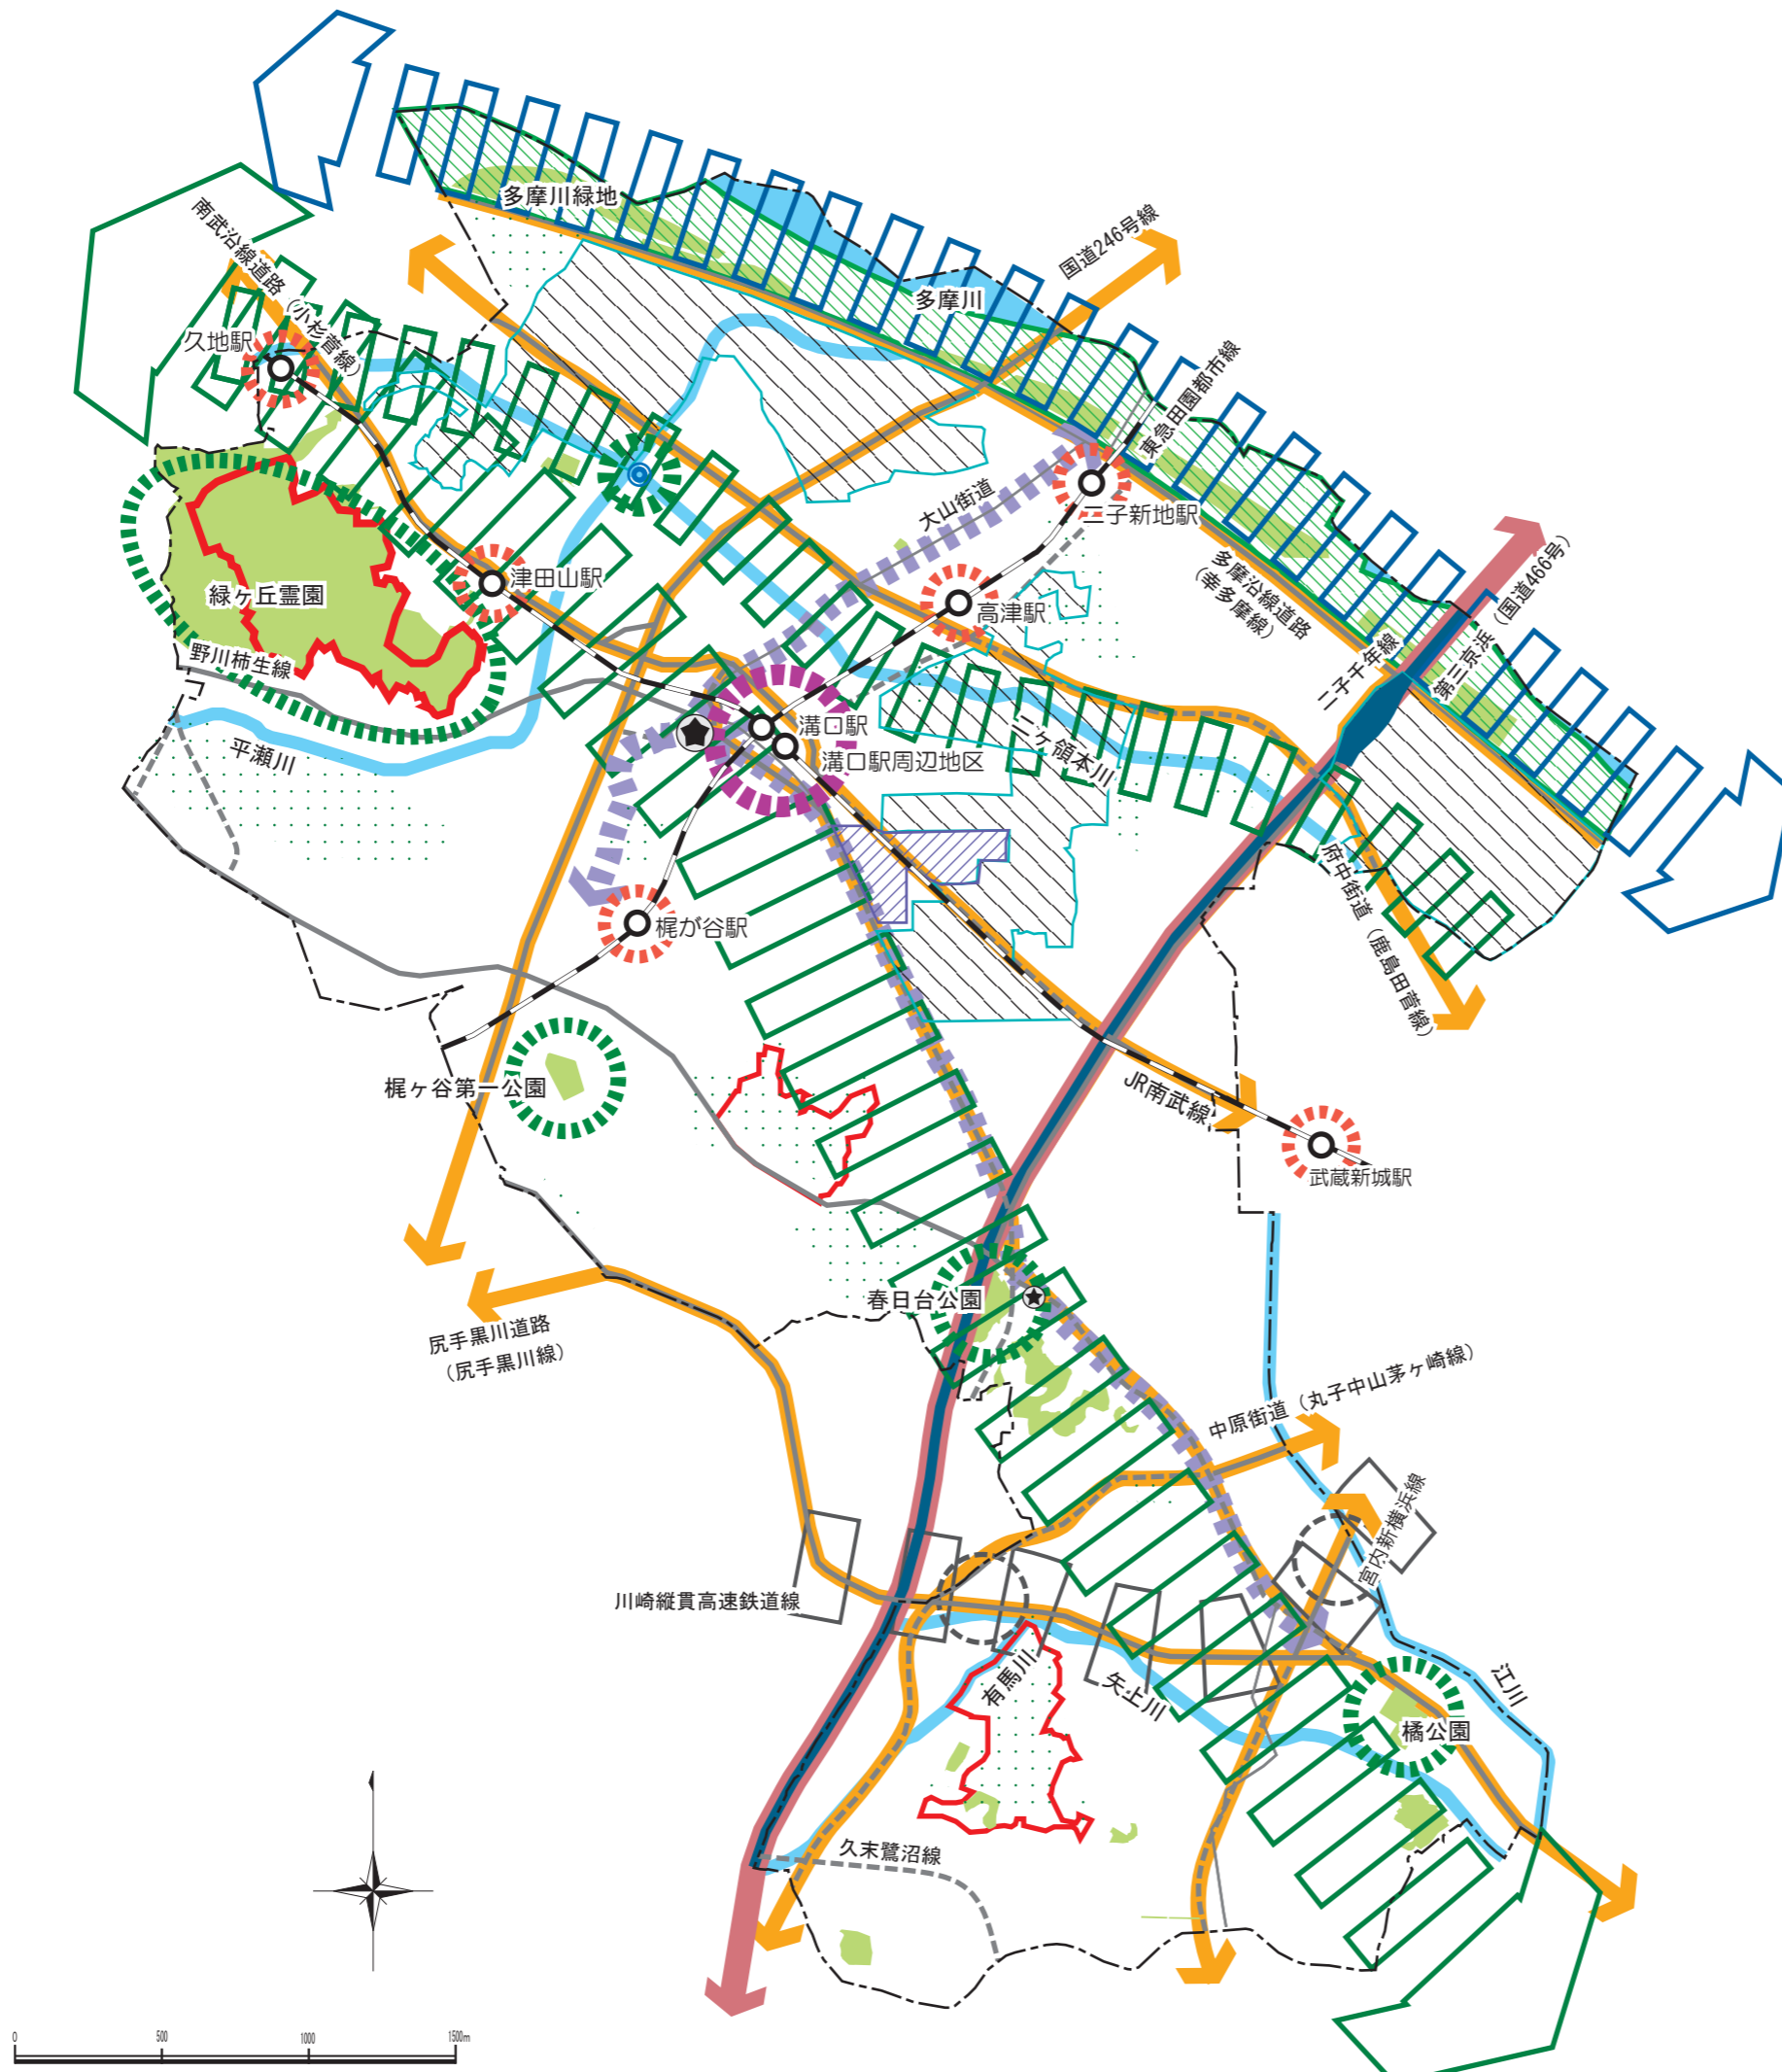 多摩川緑地
南武沿線道路
（小杉菅線）
国道246号線
多摩川
久地駅
東急田園都市線
大山街道
二子新地駅
多摩沿線道路
（幸多摩線）
第三京浜（国道466号）
二子千年線
津田山駅
高津駅
緑ヶ丘霊園
野川柿生線
平瀬川
溝口駅
溝口駅周辺地区
二ヶ領本川
府中街道（鹿島田菅線）
梶が谷駅
梶ヶ谷第一公園
JR南武線
武蔵新城駅
春日台公園
尻手黒川道路
（尻手黒川線）
中原街道（丸子中山茅ヶ崎線）
宮内新横浜線
川崎縦貫高速鉄道線
有馬川
矢上川
江川
橘公園
久末鷺沼線
0 500 1000 1500m